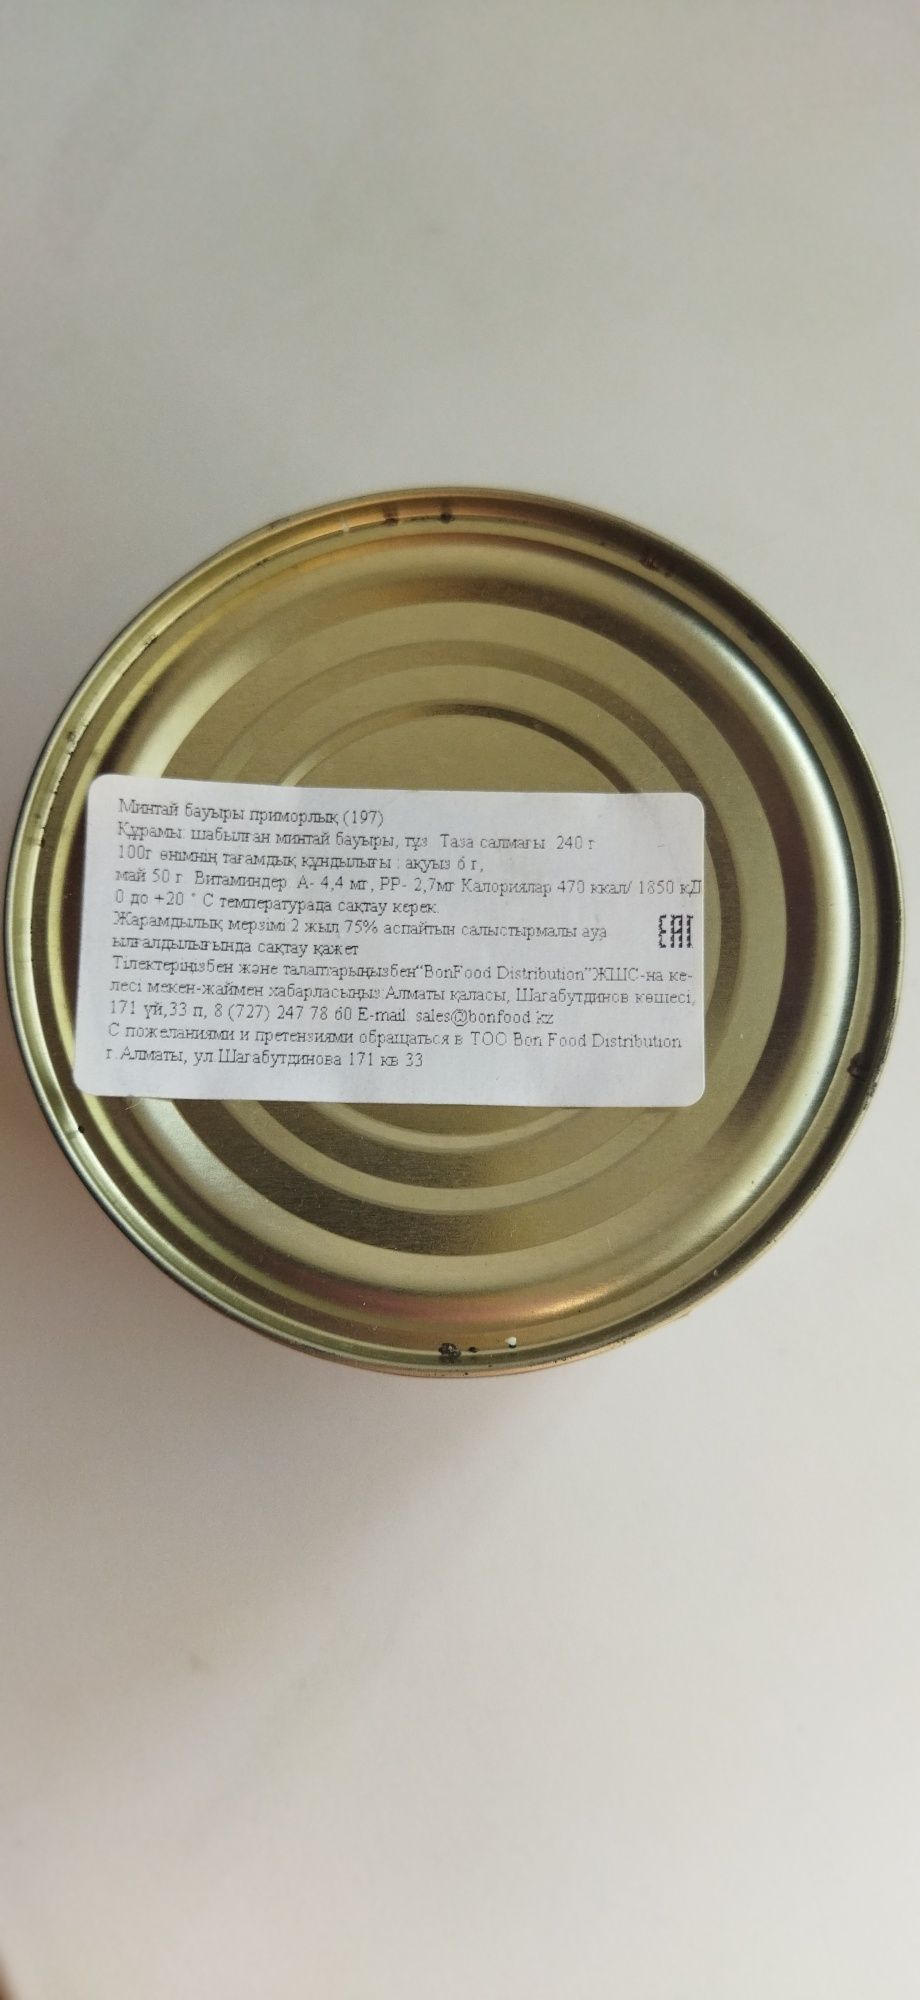 Минтай бауыры приморлық (197)
Құрамы: шабылған минтай бауыры, тұз. Таза салмағы 240 г
100г өнімнің тағамдық құндылығы : ақуыз 6 г,
май 50 г. Витаминдер: А- 4,4 мг, РР- 2,7мг Калориялар 470 ккал/ 1850 қД
0 до +20 ° С температурада сақтау керек.
Жарамдылық мерзімі 2 жыл 75% аспайтын салыстырмалы ауа
ылғалдылығында сақтау қажет
EAC
Тілектеріңізбен және талаптарыңызбен“BonFood Distribution”ЖШС-на ке-
лесі мекен-жаймен хабарласыңыз:Алматы қаласы, Шагабутдинов көшесі,
171 үй,33 п, 8 (727) 247 78 60 E-mail: sales@bonfood.kz
С пожеланиями и претензиями обращаться в ТОО Bon Food Distribution
г.Алматы, ул.Шагабутдинова 171 кв 33